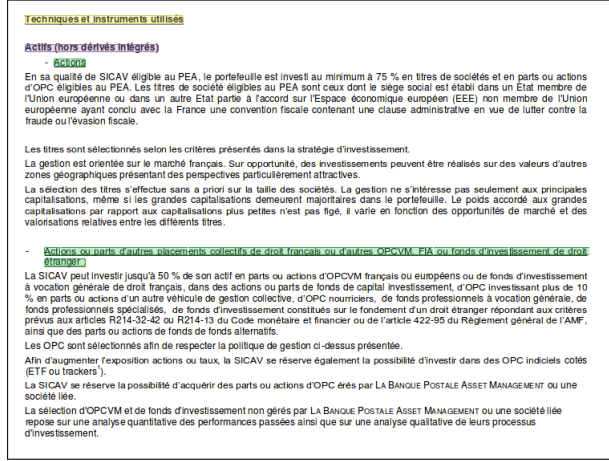 Techniques et instruments utilisés
Actifs (hors dérivés intégrés)
- Actions
En sa qualité de SICAV éligible au PEA, le portefeuille est investi au minimum à 75 % en titres de sociétés et en parts ou actions
d'OPC éligibles au PEA. Les titres de société éligibles au PEA sont ceux dont le siège social est établi dans un État membre de
l'Union européenne ou dans un autre Etat partie à l'accord sur l'Espace économique européen (EEE) non membre de l'Union
européenne ayant conclu avec la France une convention fiscale contenant une clause administrative en vue de lutter contre la
fraude ou l'évasion fiscale.
Les titres sont sélectionnés selon les critères présentés dans la stratégie d'investissement.
La gestion est orientée sur le marché français. Sur opportunité, des investissements peuvent être réalisés sur des valeurs d'autres
zones géographiques présentant des perspectives particulièrement attractives.
La sélection des titres s'effectue sans a priori sur la taille des sociétés. La gestion ne s'intéresse pas seulement aux principales
capitalisations, même si les grandes capitalisations demeurent majoritaires dans le portefeuille. Le poids accordé aux grandes
capitalisations par rapport aux capitalisations plus petites n'est pas figé, il varie en fonction des opportunités de marché et des
valorisations relatives entre les différents titres.
- Actions ou parts d'autres placements collectifs de droit français ou d'autres OPCVM, FIA ou fonds d'investissement de droit
étranger
La SICAV peut investir jusqu'à 50 % de son actif en parts ou actions d'OPCVM français ou européens ou de fonds d'investissement
à vocation générale de droit français, dans des actions ou parts de fonds de capital investissement, d'OPC investissant plus de 10
% en parts ou actions d'un autre véhicule de gestion collective, d'OPC nourriciers, de fonds professionnels à vocation générale, de
fonds professionnels spécialisés, de fonds d'investissement constitués sur le fondement d'un droit étranger répondant aux critères
prévus aux articles R214-32-42 ou R214-13 du Code monétaire et financier ou de l'article 422-95 du Règlement général de l'AMF,
ainsi que des parts ou actions de fonds de fonds alternatifs.
Les OPC sont sélectionnés afin de respecter la politique de gestion ci-dessus présentée.
Afin d'augmenter l'exposition actions ou taux, la SICAV se réserve également la possibilité d'investir dans des OPC indiciels cotés
(ETF ou trackers¹).
La SICAV se réserve la possibilité d'acquérir des parts ou actions d'OPC érés par LA BANQUE POSTALE ASSET MANAGEMENT ou une
société liée.
La sélection d'OPCVM et de fonds d'investissement non gérés par LA BANQUE POSTALE ASSET MANAGEMENT ou une société liée
repose sur une analyse quantitative des performances passées ainsi que sur une analyse qualitative de leurs processus
d'investissement.